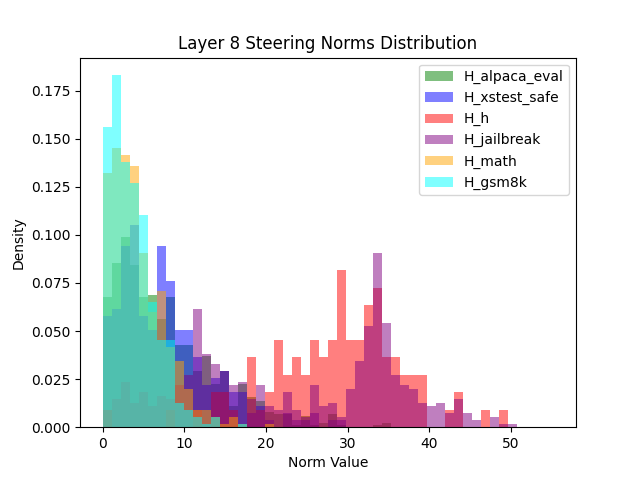 Layer 8 Steering Norms Distribution
H_alpaca_eval
H_xstest_safe
H_h
H_jailbreak
H_math
H_gsm8k
Density
0.175
0.150
0.125
0.100
0.075
0.050
0.025
0.000
0 10 20 30 40 50
Norm Value